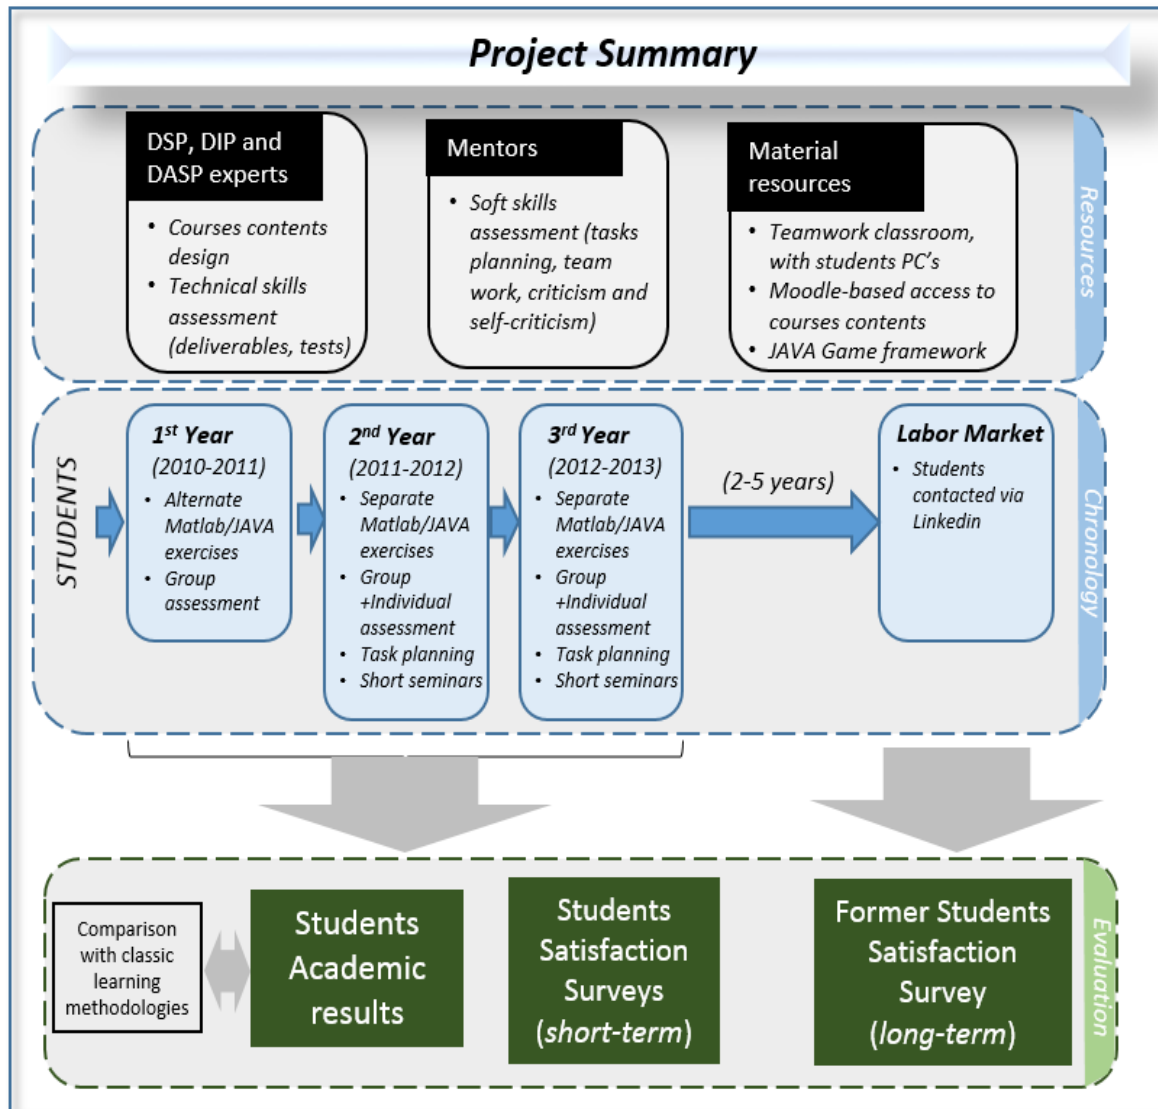 Project Summary
DSP, DIP and
DASP experts
• Courses contents
design
• Technical skills
assessment
(deliverables, tests)
Mentors
• Soft skills
assessment (tasks
planning, team
work, criticism and
self-criticism)
Material
resources
• Teamwork classroom,
with students PC's
• Moodle-based access to
courses contents
• JAVA Game framework
Resources
STUDENTS
1st Year
(2010-2011)
• Alternate
Matlab/JAVA
exercises
• Group
assessment
2nd Year
(2011-2012)
• Separate
Matlab/JAVA
exercises
• Group
+Individual
assessment
• Task planning
• Short seminars
3rd Year
(2012-2013)
• Separate
Matlab/JAVA
exercises
• Group
+Individual
assessment
• Task planning
• Short seminars
(2-5 years)
Labor Market
• Students
contacted via
Linkedin
Chronology
Comparison
with classic
learning
methodologies
Students
Academic
results
Students
Satisfaction
Surveys
(short-term)
Former Students
Satisfaction
Survey
(long-term)
Evaluation